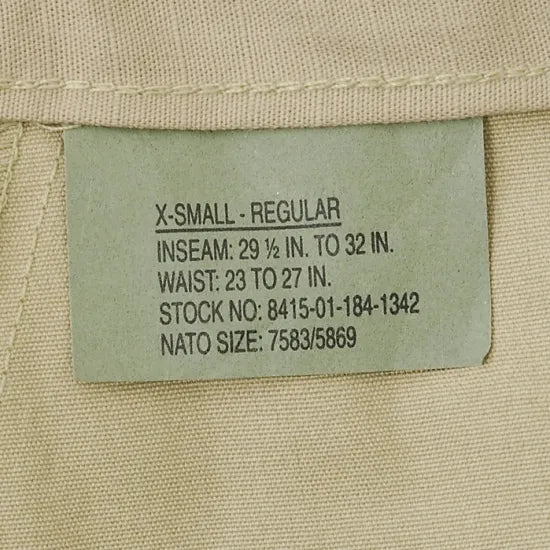 X-SMALL - REGULAR
INSEAM: 29 ½ IN. TO 32 IN.
WAIST: 23 TO 27 IN.
STOCK NO: 8415-01-184-1342
NATO SIZE: 7583/5869